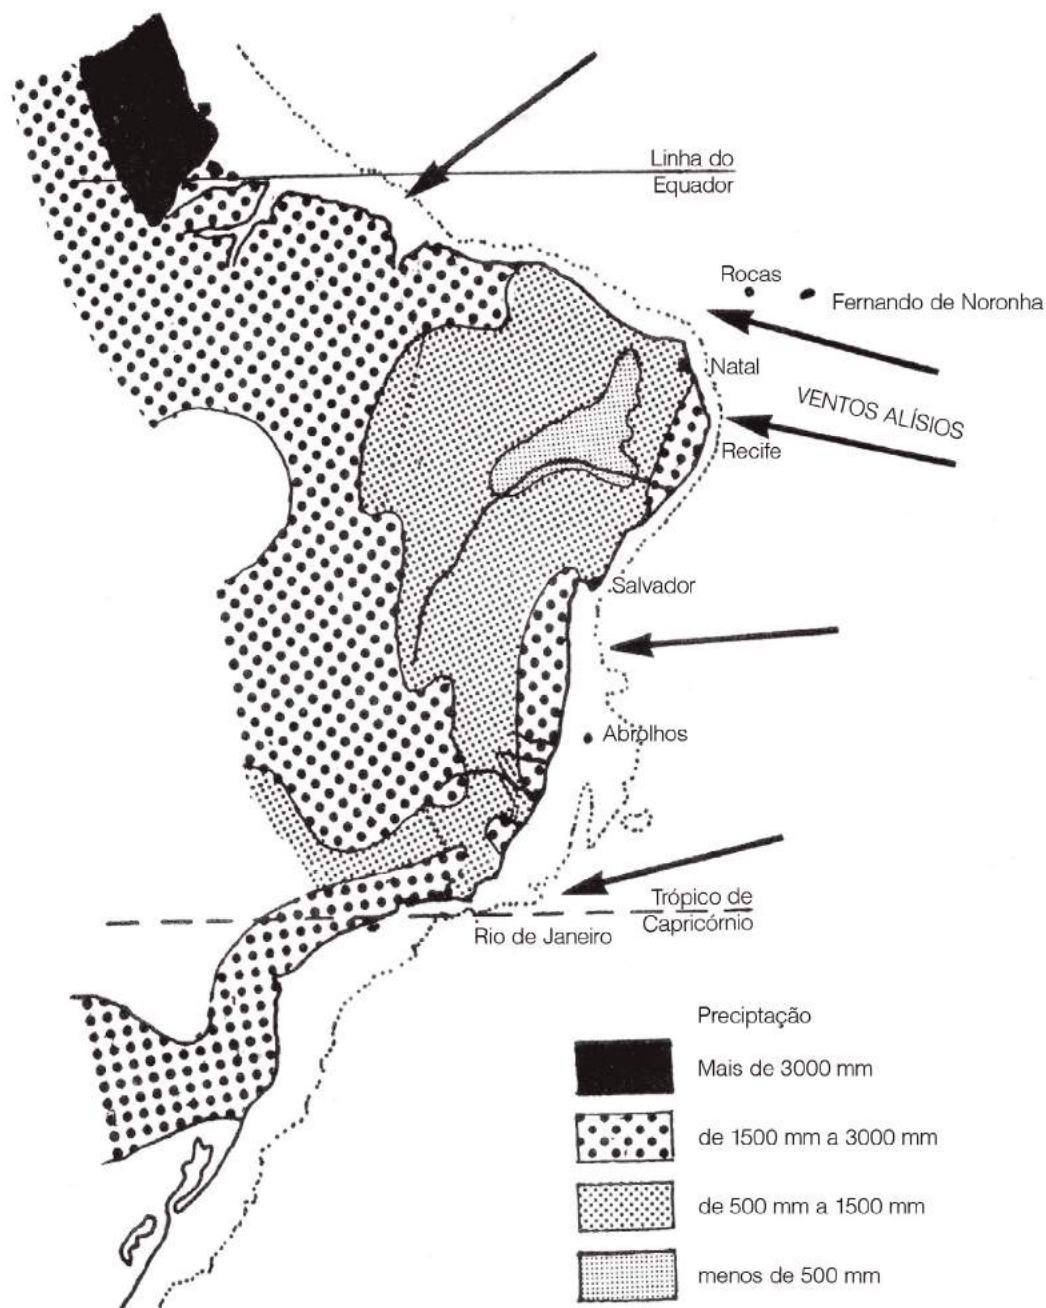 Linha do
Equador
Rocas
Fernando de Noronha
Natal
VENTOS ALÍSIOS
Recife
Salvador
Abrolhos
Trópico de
Capricórnio
Rio de Janeiro
Preciptação
Mais de 3000 mm
de 1500 mm a 3000 mm
de 500 mm a 1500 mm
menos de 500 mm